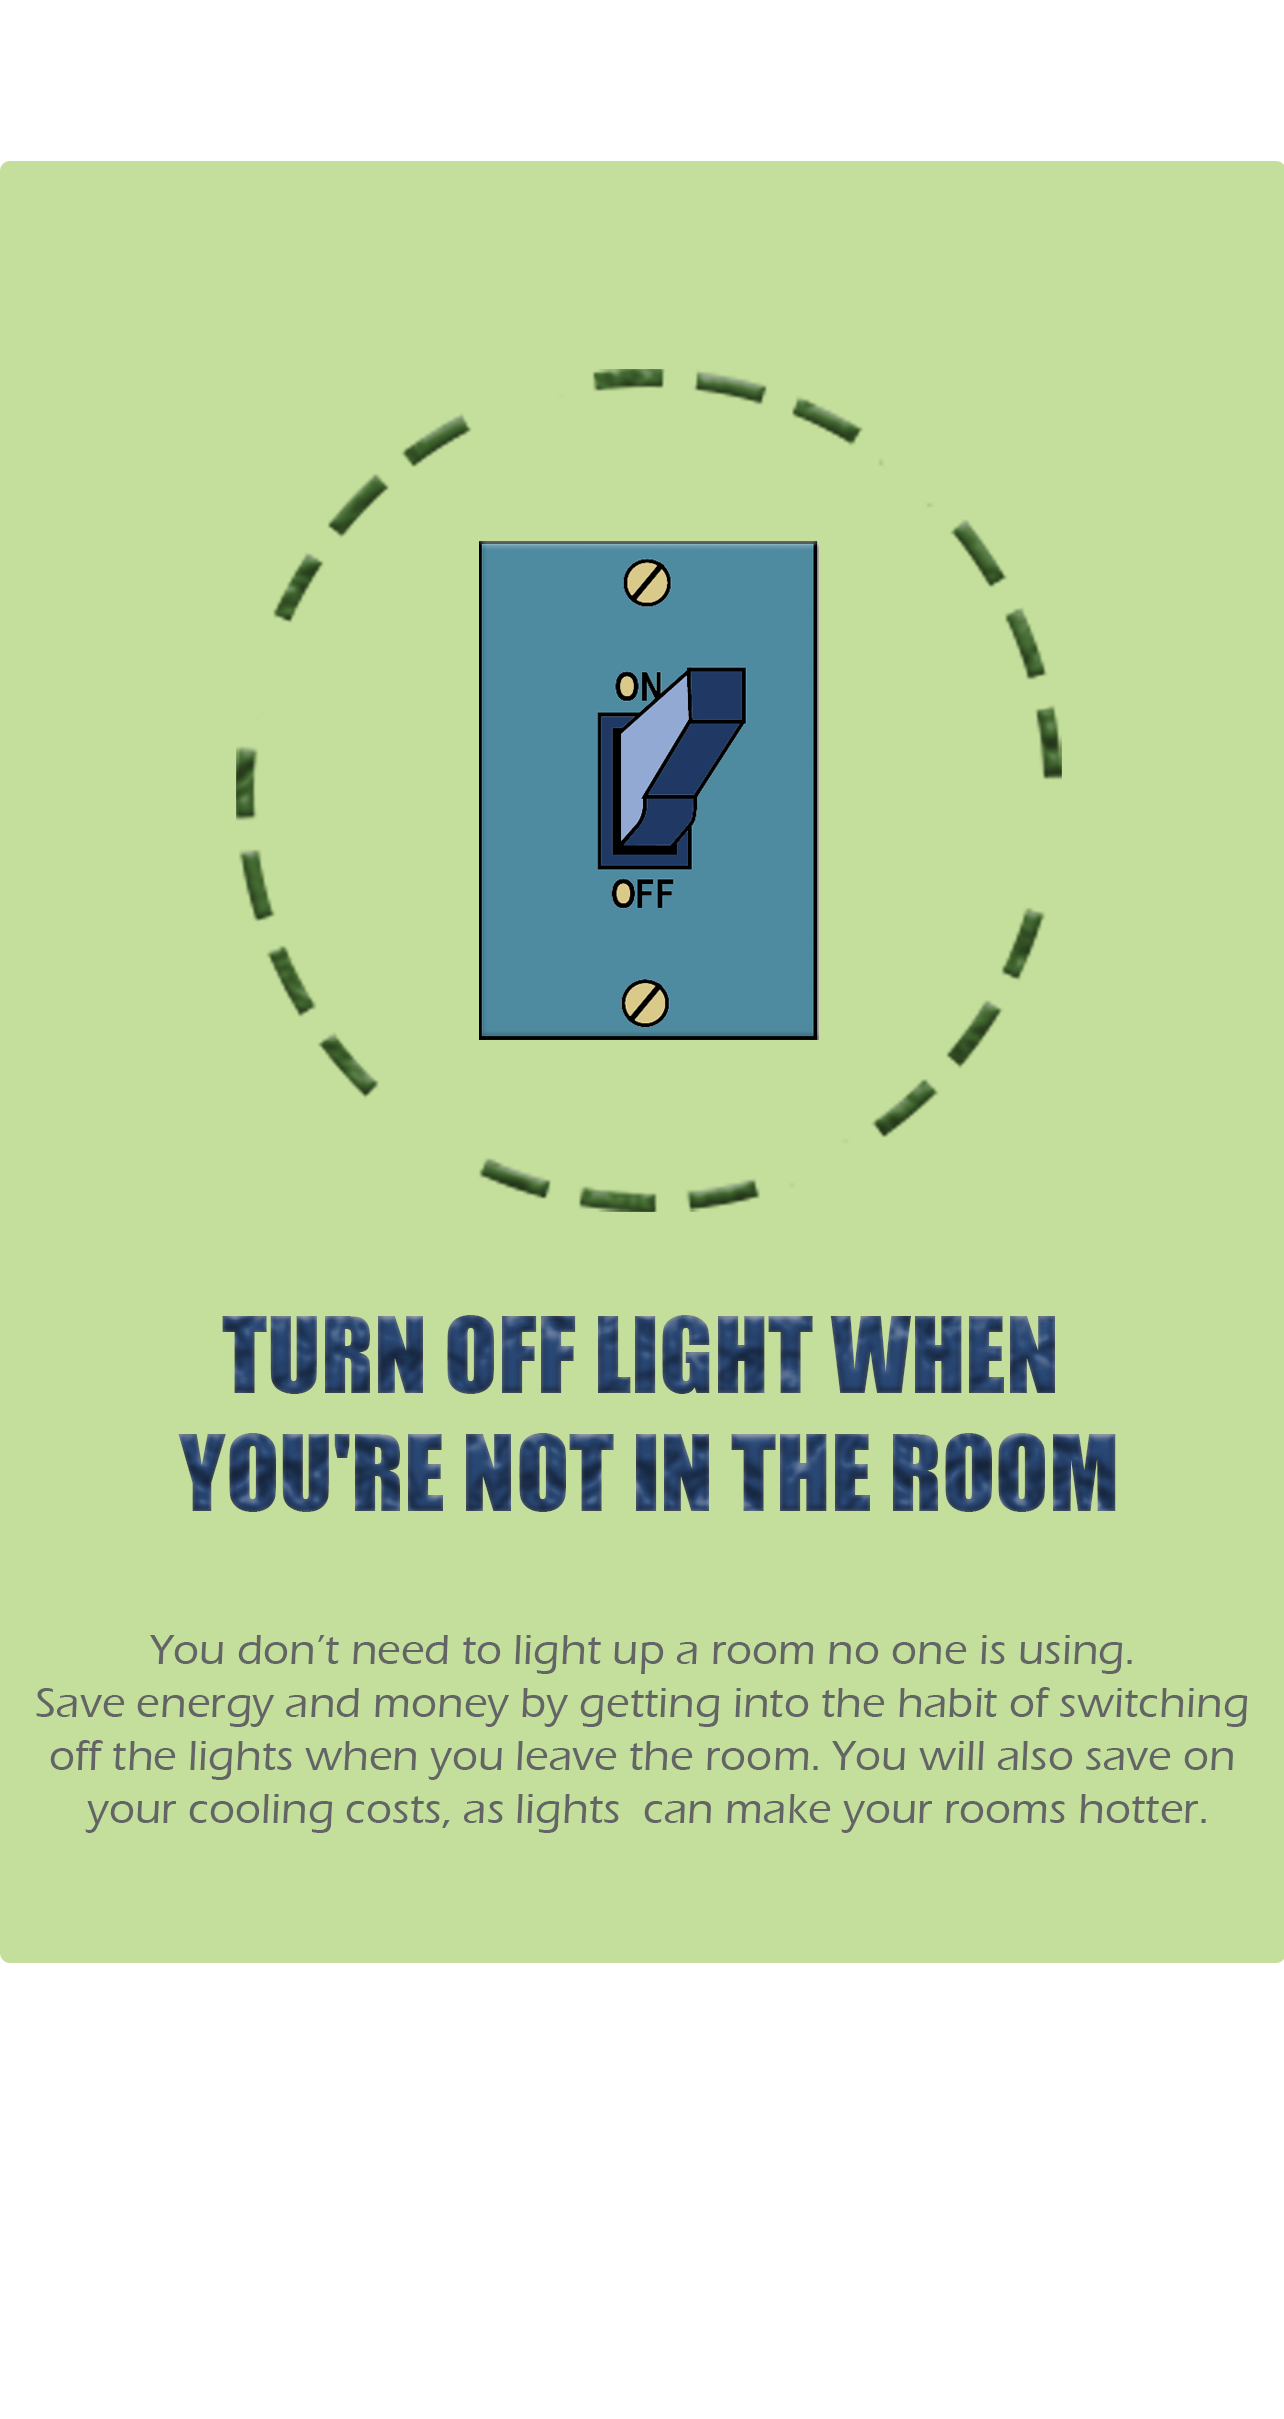 ON
OFF
TURN OFF LIGHT WHEN
YOU'RE NOT IN THE ROOM
You don’t need to light up a room no one is using.
Save energy and money by getting into the habit of switching
off the lights when you leave the room. You will also save on
your cooling costs, as lights  can make your rooms hotter.